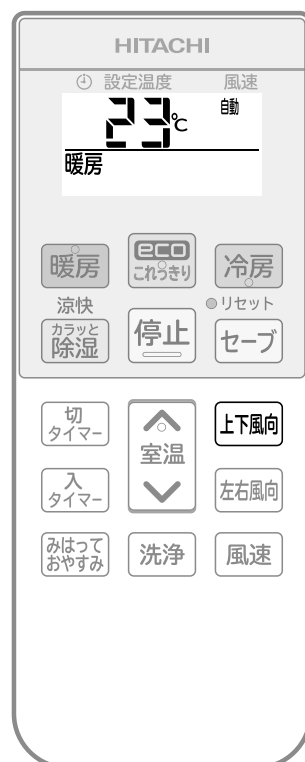 HITACHI
設定温度 風速
23℃ 自動
暖房
暖房 eco これっきり 冷房
涼快 リセット
カラッと 除湿 停止 セーブ
切タイマー 室温 上下風向
入タイマー 左右風向
みはっておやすみ 洗浄 風速